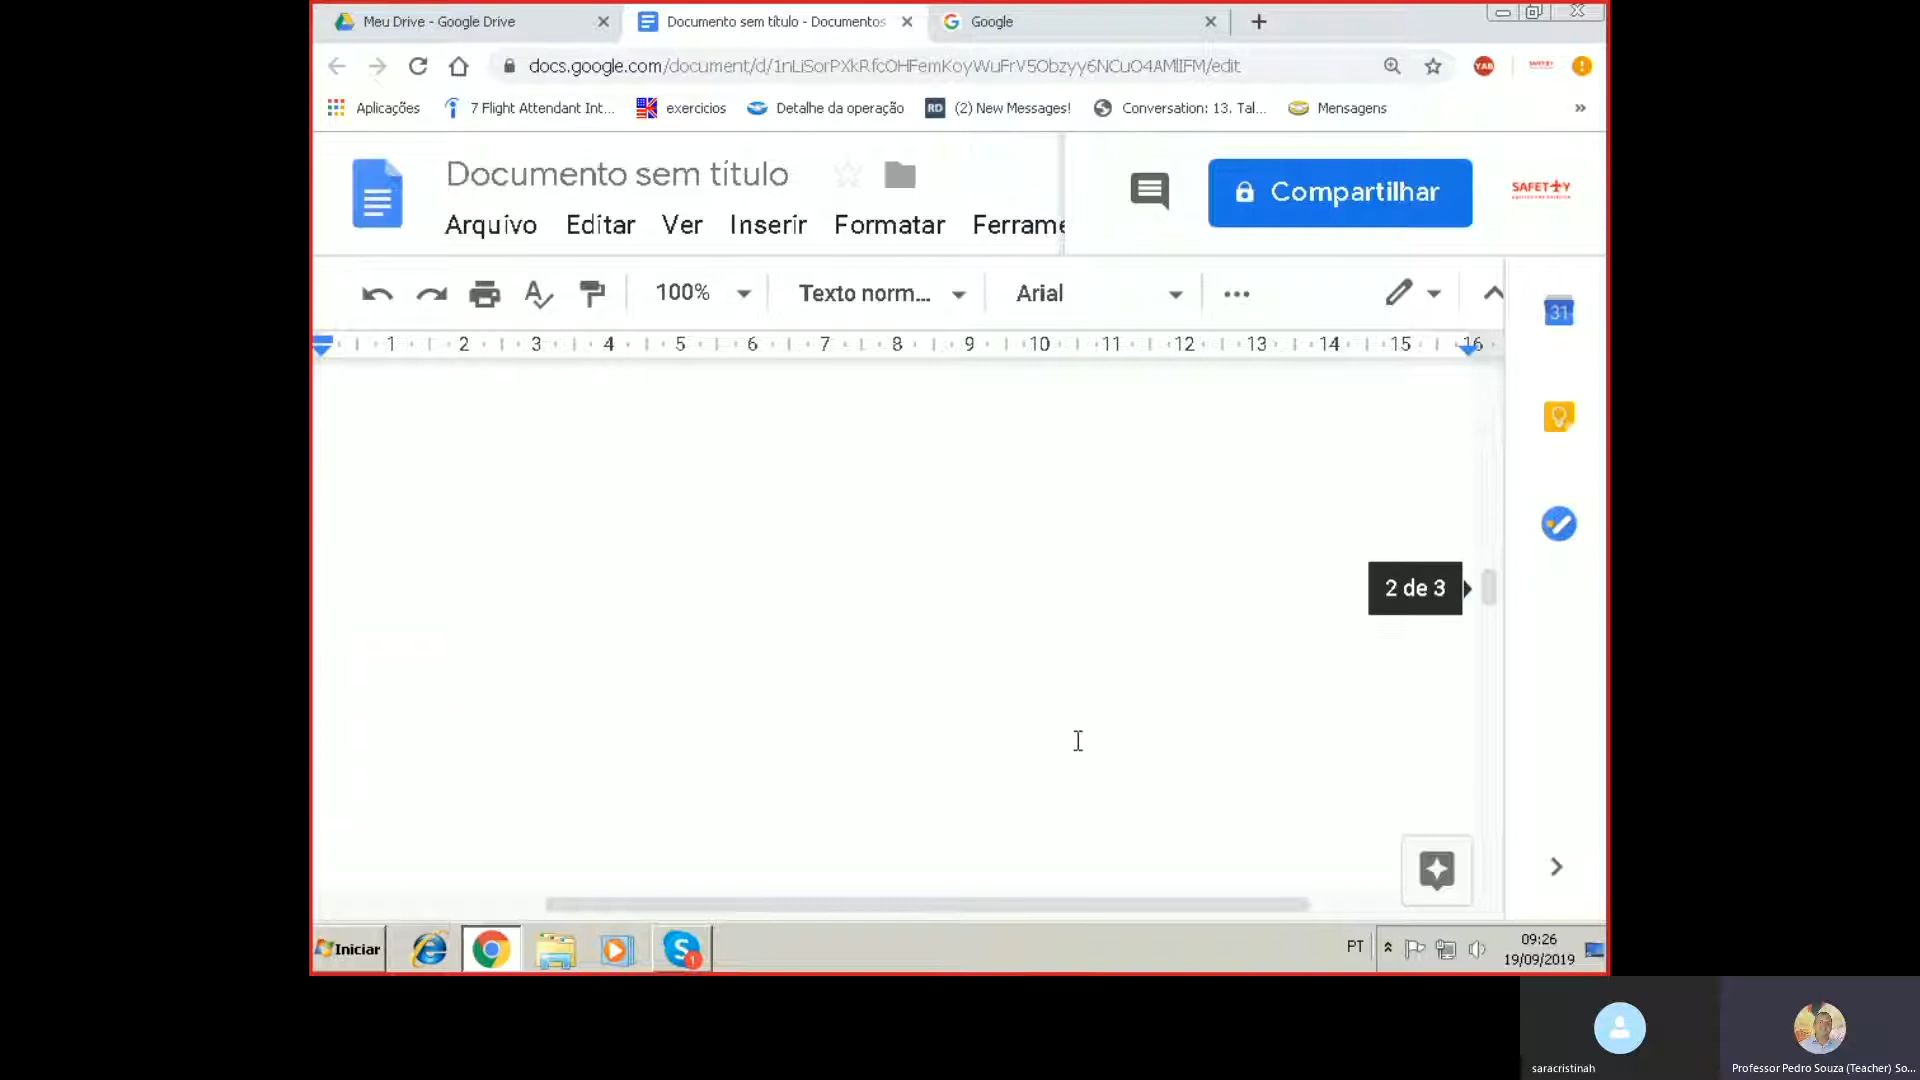 Meu Drive - Google Drive
Documento sem título - Documentos
Google
docs.google.com/document/d/1nLiSorPXkRfcOHFemKoyWuFrV5Obzyy6NCuO4AMlIFM/edit
YAB
Aplicações
7 Flight Attendant Int...
exercicios
Detalhe da operação
RD
(2) New Messages!
Conversation: 13. Tal...
Mensagens
»
Documento sem título
Compartilhar
SAFETY
Arquivo Editar Ver Inserir Formatar Ferrame
100%
Texto norm...
Arial
31
1 2 3 4 5 6 7 8 9 10 11 12 13 14 15 16
2 de 3
Iniciar
S
1
PT
09:26
19/09/2019
saracristinah
Professor Pedro Souza (Teacher) So...